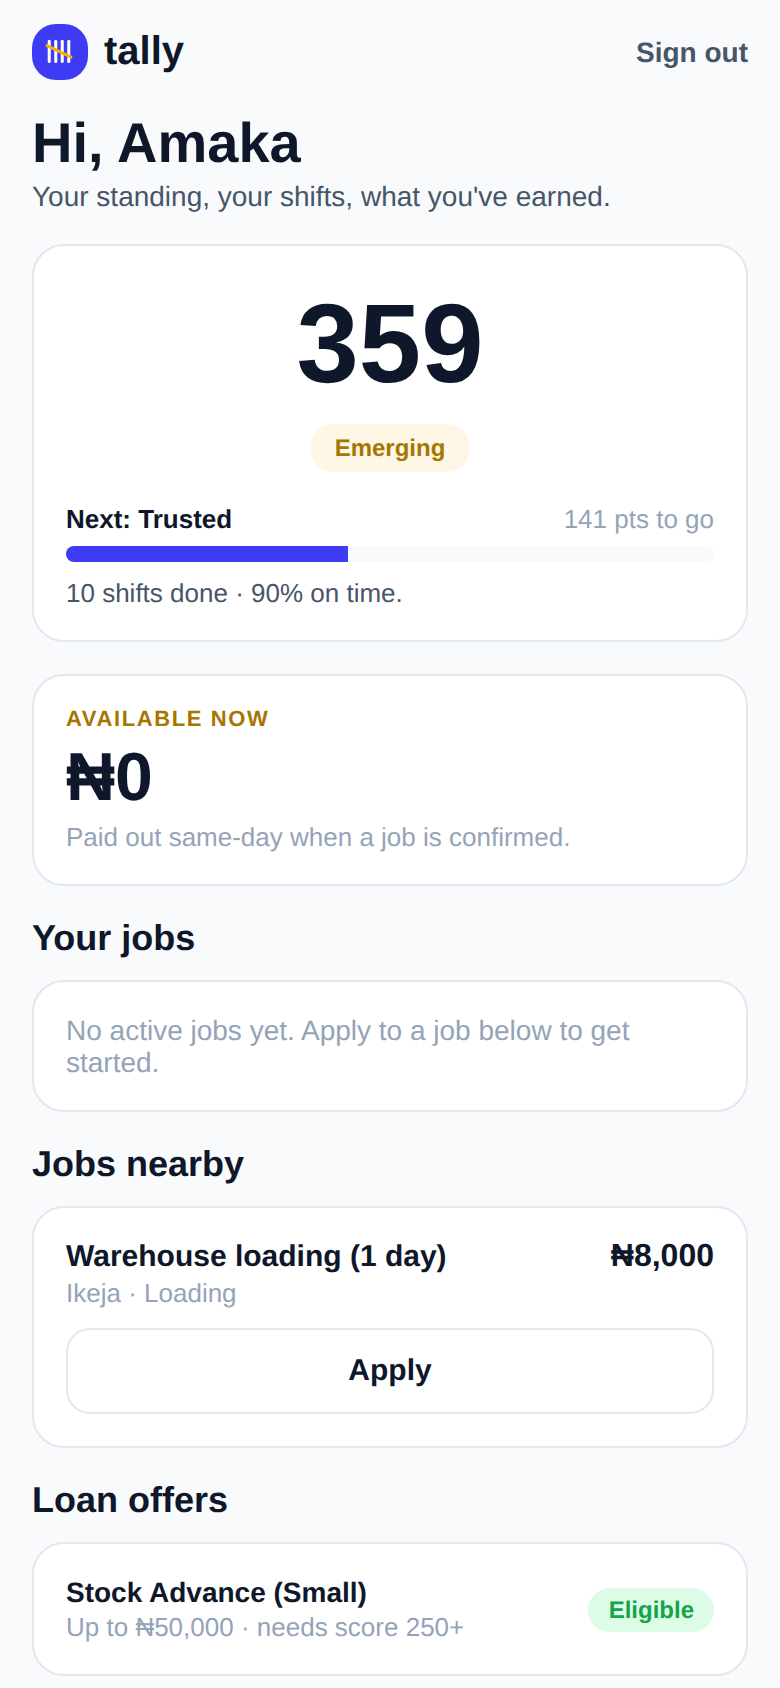 tally
Sign out
Hi, Amaka
Your standing, your shifts, what you've earned.
359
Emerging
Next: Trusted
141 pts to go
10 shifts done · 90% on time.
AVAILABLE NOW
₦0
Paid out same-day when a job is confirmed.
Your jobs
No active jobs yet. Apply to a job below to get
started.
Jobs nearby
Warehouse loading (1 day)
₦8,000
Ikeja · Loading
Apply
Loan offers
Stock Advance (Small)
Up to ₦50,000 · needs score 250+
Eligible